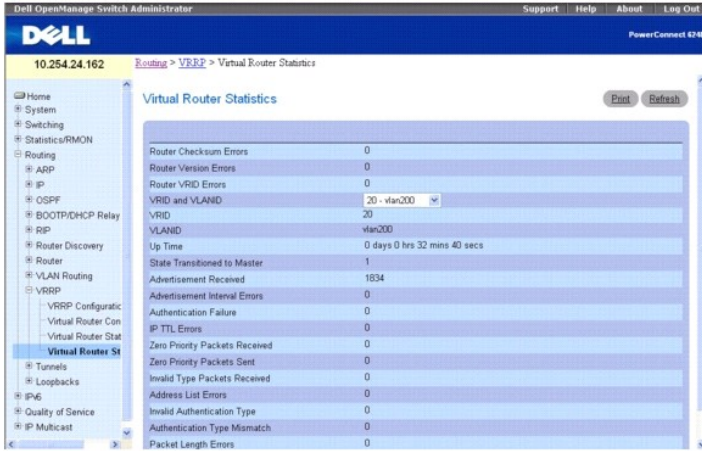 Dell OpenManage Switch Administrator Support Help About Log Out
DELL
PowerConnect 624
10.254.24.162
Routing > VRRP > Virtual Router Statistics
Home
System
Switching
Statistics/RMON
Routing
ARP
IP
OSPF
BOOTP/DHCP Relay
RIP
Router Discovery
Router
VLAN Routing
VRRP
VRRP Configuratic
Virtual Router Con
Virtual Router Stat
Virtual Router St
Tunnels
Loopbacks
IPv6
Quality of Service
IP Multicast
Virtual Router Statistics
Print Refresh
Router Checksum Errors 0
Router Version Errors 0
Router VRID Errors 0
VRID and VLANID 20 - vlan200
VRID 20
VLANID vlan200
Up Time 0 days 0 hrs 32 mins 40 secs
State Transitioned to Master 1
Advertisement Received 1834
Advertisement Interval Errors 0
Authentication Failure 0
IP TTL Errors 0
Zero Priority Packets Received 0
Zero Priority Packets Sent 0
Invalid Type Packets Received 0
Address List Errors 0
Invalid Authentication Type 0
Authentication Type Mismatch 0
Packet Length Errors 0